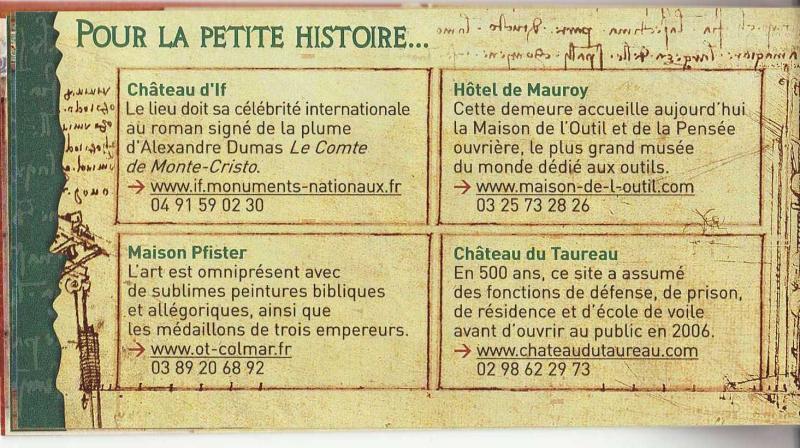 POUR LA PETITE HISTOIRE...
Château d'If
Le lieu doit sa célébrité internationale
au roman signé de la plume
d'Alexandre Dumas Le Comte
de Monte-Cristo.
→ www.if.monuments-nationaux.fr
04 91 59 02 30
Hôtel de Mauroy
Cette demeure accueille aujourd'hui
la Maison de l'Outil et de la Pensée
ouvrière, le plus grand musée
du monde dédié aux outils.
→ www.maison-de-l-outil.com
03 25 73 28 26
Maison Pfister
L'art est omniprésent avec
de sublimes peintures bibliques
et allégoriques, ainsi que
les médaillons de trois empereurs.
→ www.ot-colmar.fr
03 89 20 68 92
Château du Taureau
En 500 ans, ce site a assumé
des fonctions de défense, de prison,
de résidence et d'école de voile
avant d'ouvrir au public en 2006.
→ www.chateaudutaureau.com
02 98 62 29 73